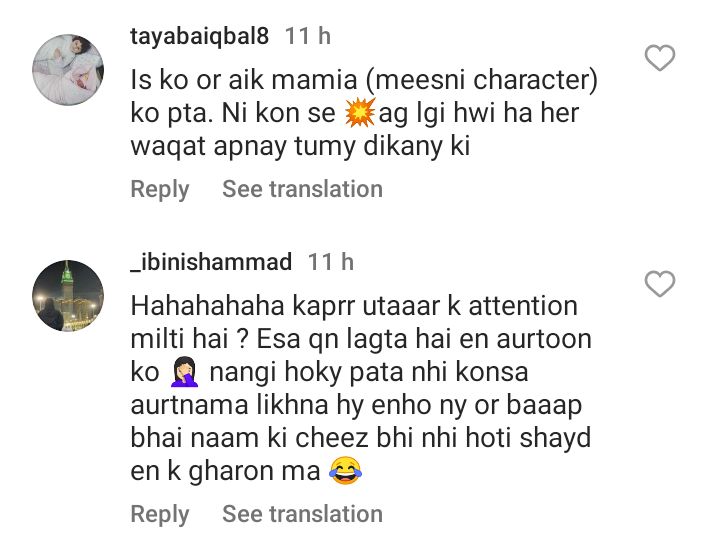 tayabaiqbal8 11 h
Is ko or aik mamia (meesni character)
ko pta. Ni kon se 💥ag lgi hwi ha her
waqat apnay tumy dikany ki
Reply See translation
_ibinishammad 11 h
Hahahahaha kaprr utaaar k attention
milti hai ? Esa qn lagta hai en aurtoon
ko 🤦🏻‍♀️ nangi hoky pata nhi konsa
aurtnama likhna hy enho ny or baaap
bhai naam ki cheez bhi nhi hoti shayd
en k gharon ma 😂
Reply See translation